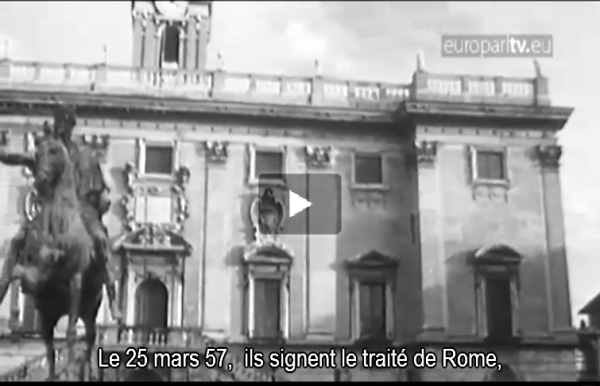 europarltv.eu
Le 25 mars 57,  ils signent le traité de Rome,